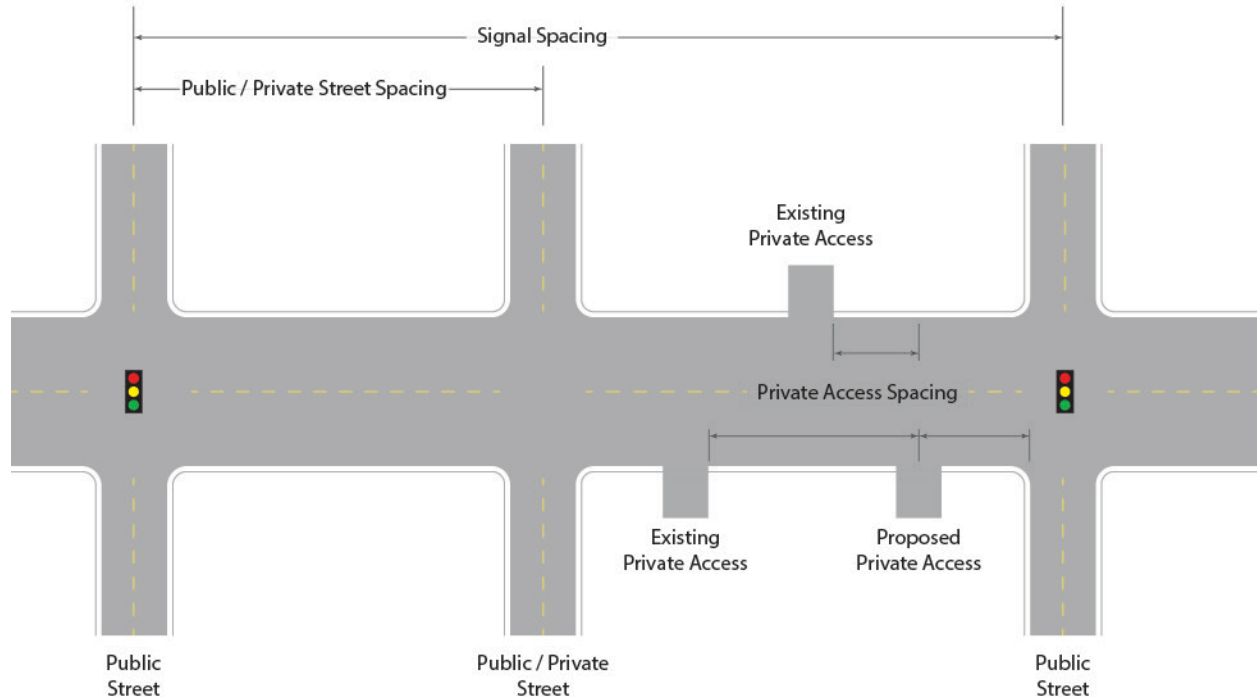 Signal Spacing
Public / Private Street Spacing
Existing
Private Access
Private Access Spacing
Existing
Private Access
Proposed
Private Access
Public
Street
Public / Private
Street
Public
Street